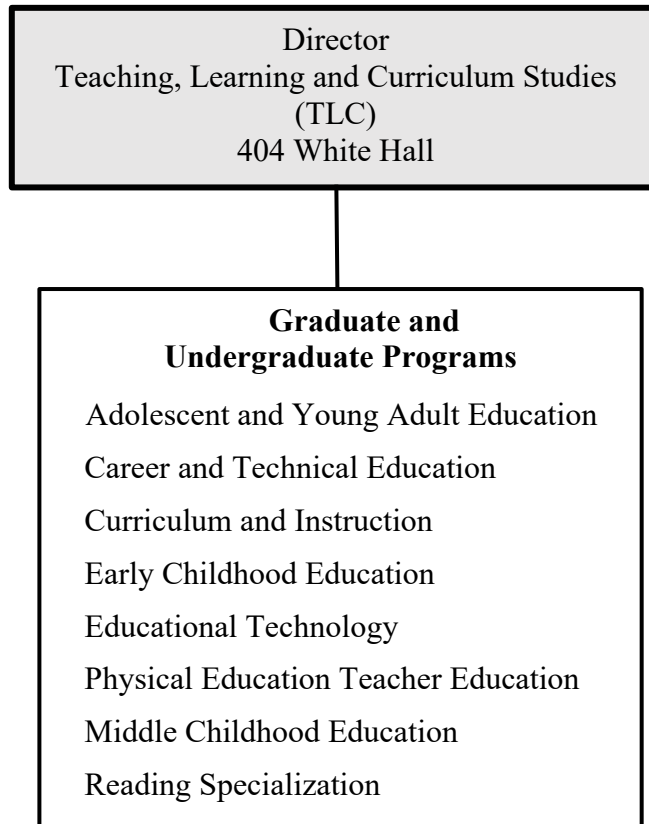 Director
Teaching, Learning and Curriculum Studies
(TLC)
404 White Hall
Graduate and
Undergraduate Programs
Adolescent and Young Adult Education
Career and Technical Education
Curriculum and Instruction
Early Childhood Education
Educational Technology
Physical Education Teacher Education
Middle Childhood Education
Reading Specialization